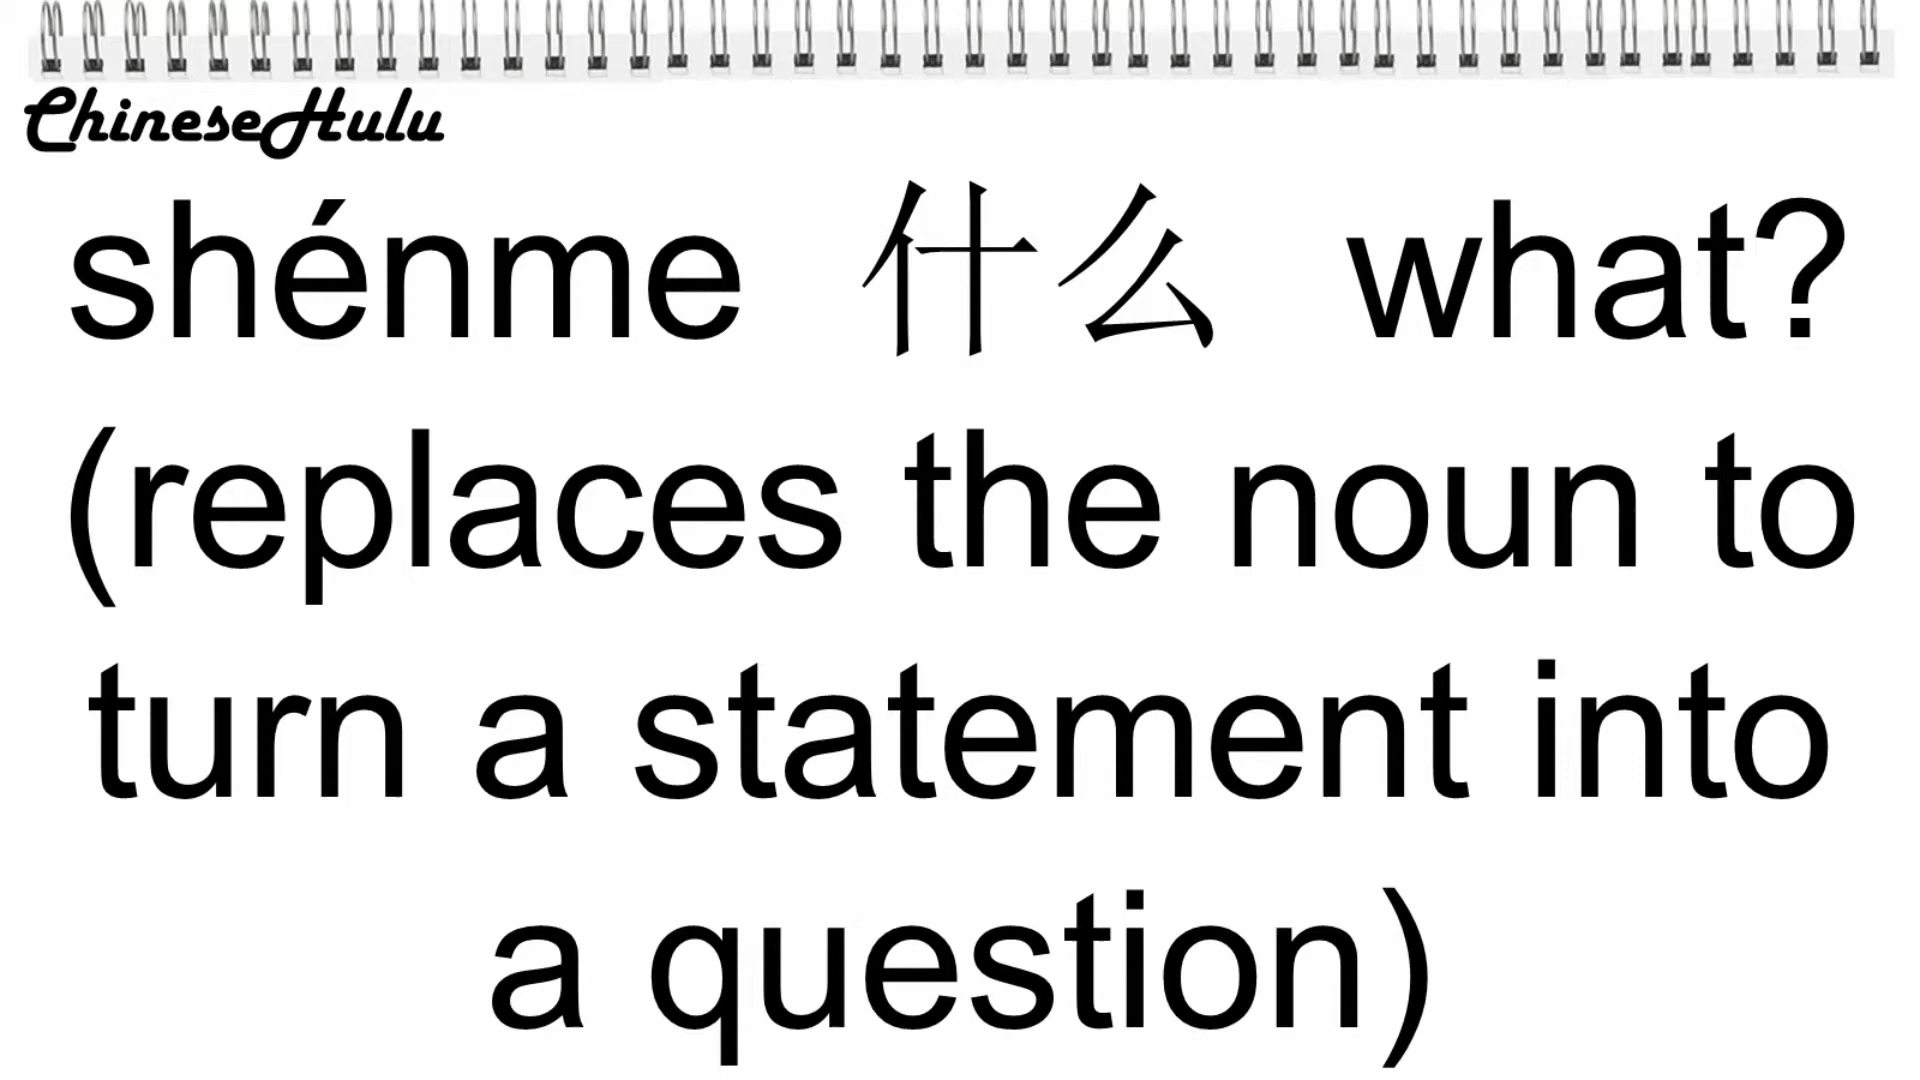 ChineseHulu
shénme 什么 what?
(replaces the noun to
turn a statement into
a question)